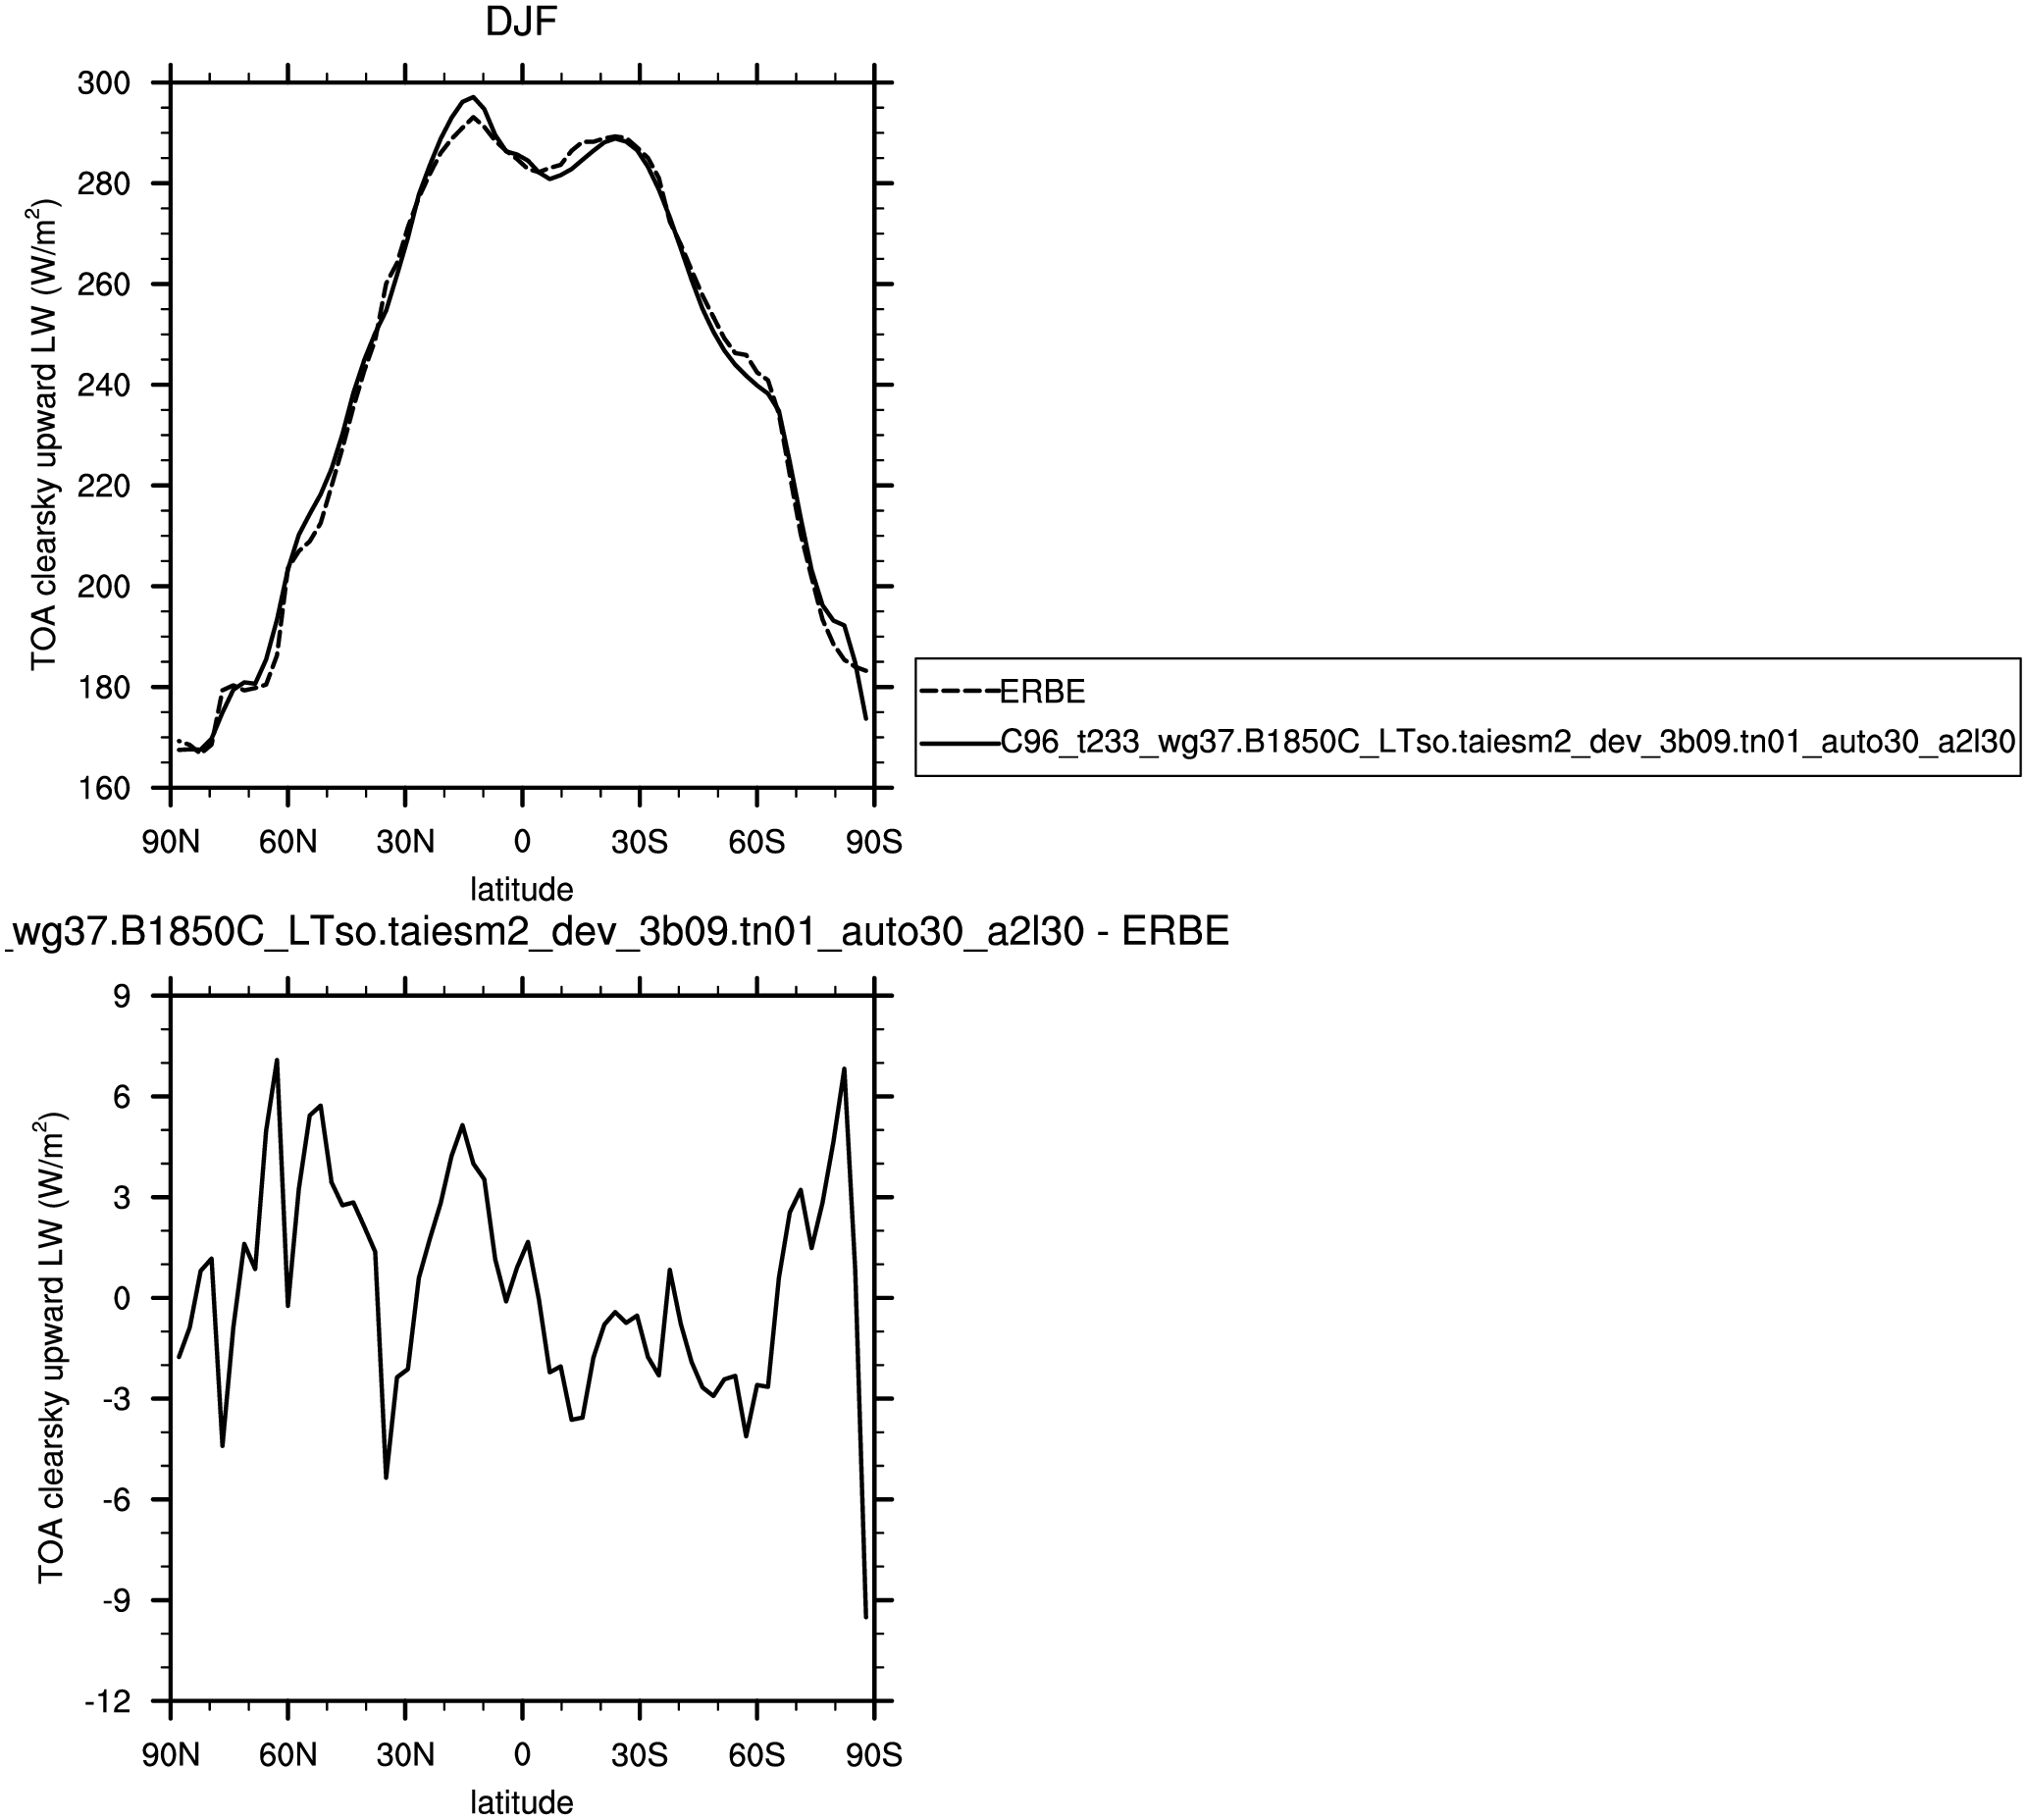 DJF
TOA clearsky upward LW (W/m²)
300
280
260
240
220
200
180
160
90N 60N 30N 0 30S 60S 90S
latitude
ERBE
C96_t233_wg37.B1850C_LTso.taiesm2_dev_3b09.tn01_auto30_a2l30
_wg37.B1850C_LTso.taiesm2_dev_3b09.tn01_auto30_a2l30 - ERBE
TOA clearsky upward LW (W/m²)
9
6
3
0
-3
-6
-9
-12
90N 60N 30N 0 30S 60S 90S
latitude